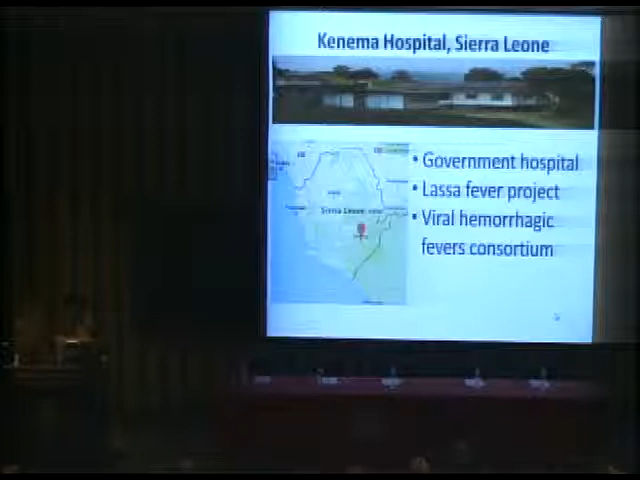 Kenema Hospital, Sierra Leone
• Government hospital
• Lassa fever project
• Viral hemorrhagic
fevers consortium
Sierra Leone